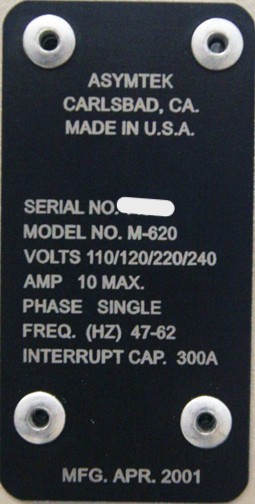 ASYMTEK
CARLSBAD, CA.
MADE IN U.S.A.
SERIAL NO.
MODEL NO. M-620
VOLTS 110/120/220/240
AMP 10 MAX.
PHASE SINGLE
FREQ. (HZ) 47-62
INTERRUPT CAP. 300A
MFG. APR. 2001